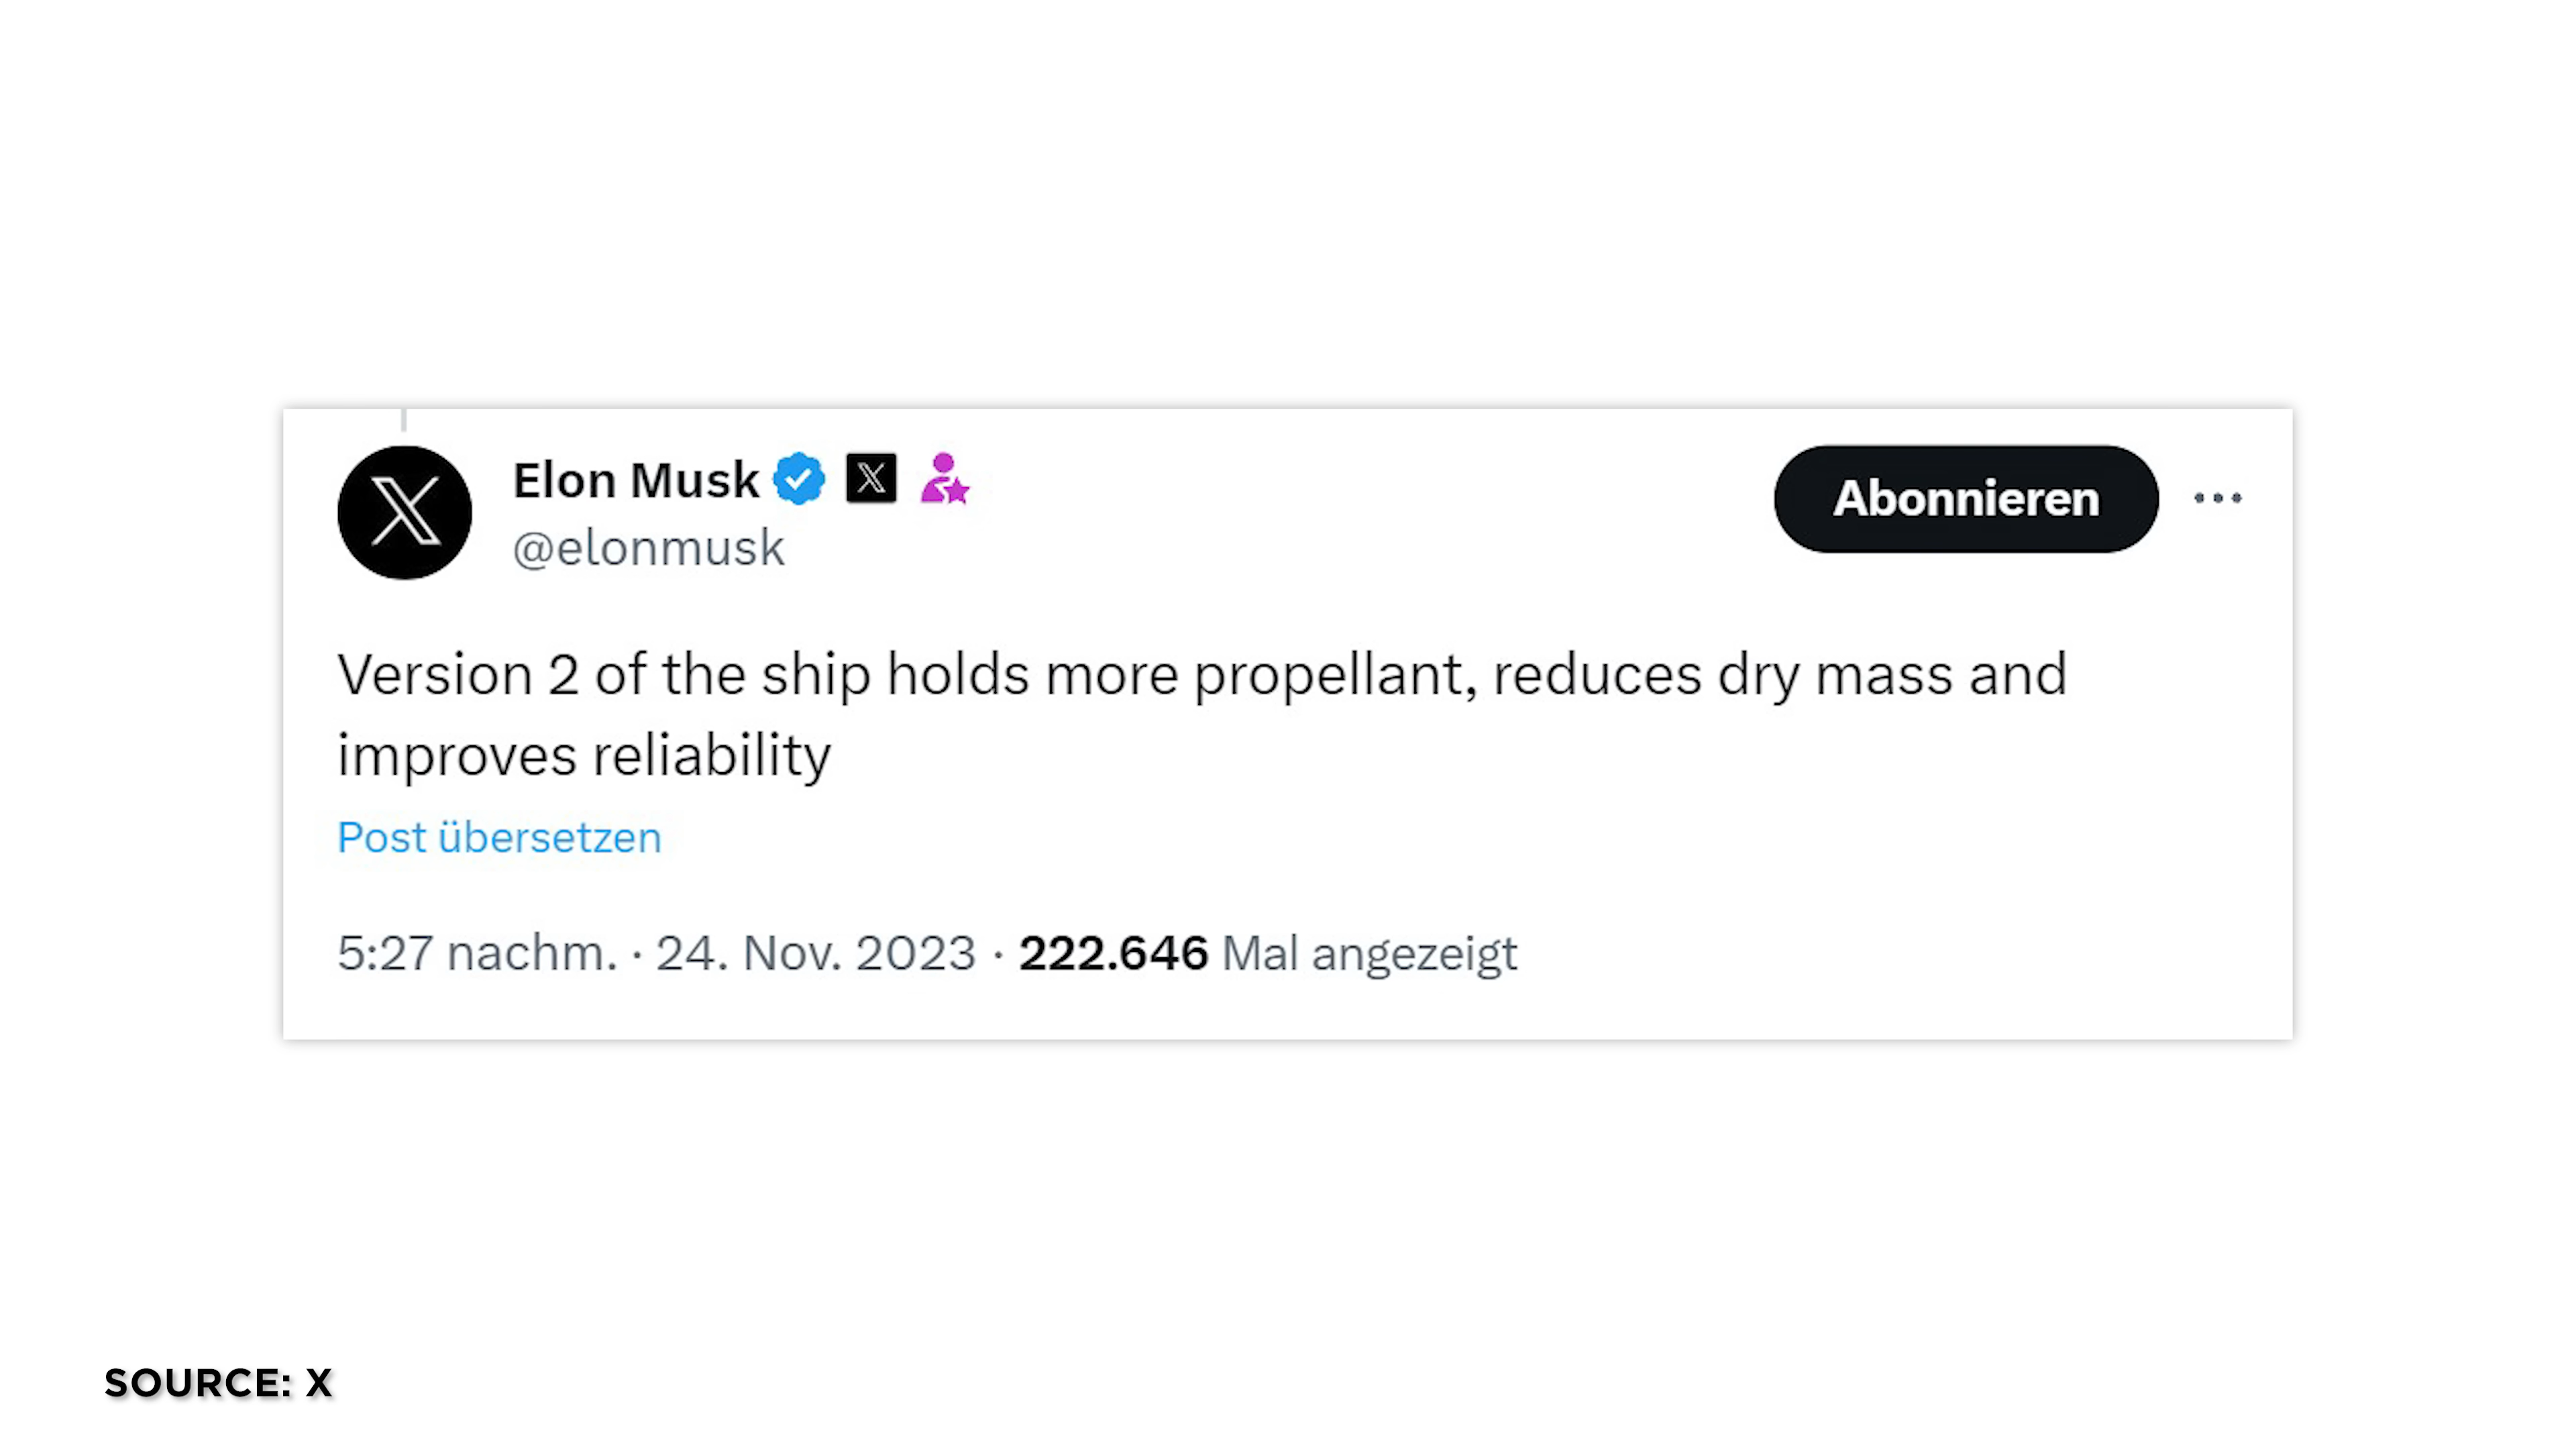 Elon Musk
Abonnieren
@elonmusk
Version 2 of the ship holds more propellant, reduces dry mass and
improves reliability
Post übersetzen
5:27 nachm. · 24. Nov. 2023 · 222.646 Mal angezeigt
SOURCE: X